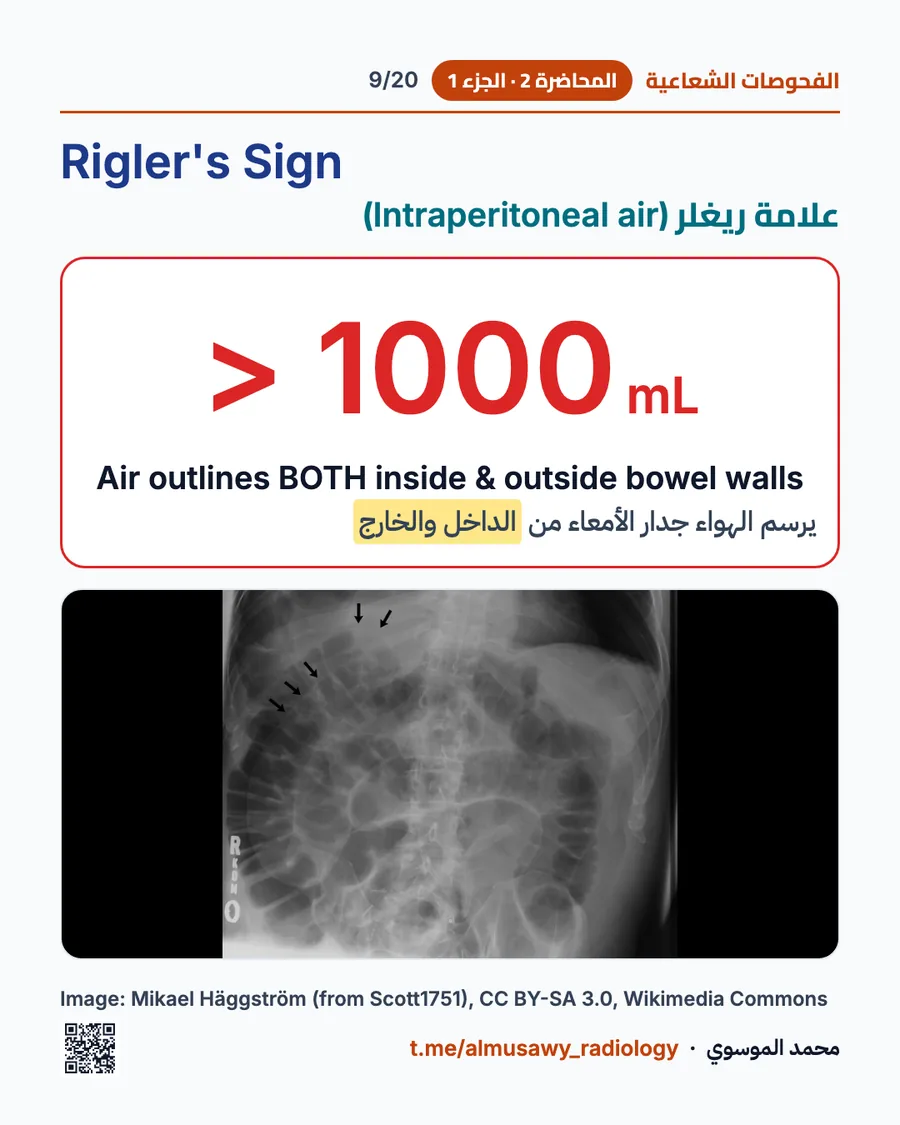 الفحوصات الشعاعية المحاضرة 2 · الجزء 1 9/20
Rigler's Sign
علامة ريغلر (Intraperitoneal air)
> 1000 mL
Air outlines BOTH inside & outside bowel walls
يرسم الهواء جدار الأمعاء من الداخل والخارج
R
O
Image: Mikael Häggström (from Scott1751), CC BY-SA 3.0, Wikimedia Commons
محمد الموسوي · t.me/almusawy_radiology